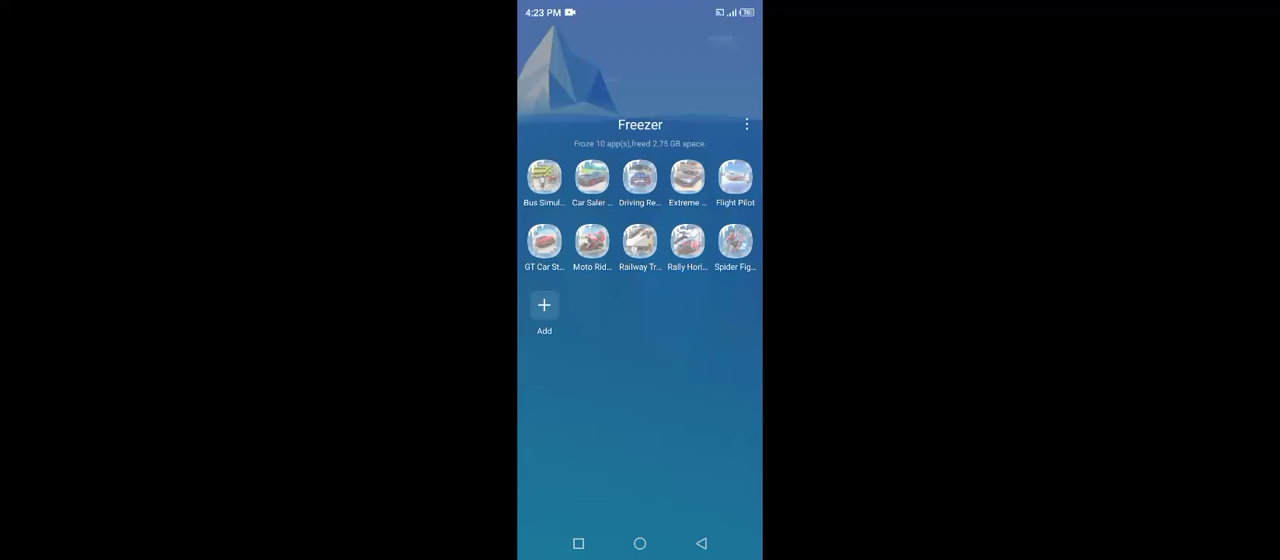 4:23 PM
Freezer
Froze 10 app(s),freed 2.75 GB space.
Bus Simul... Car Saler ... Driving Re... Extreme ... Flight Pilot
GT Car St... Moto Rid... Railway Tr... Rally Hori... Spider Fig...
Add